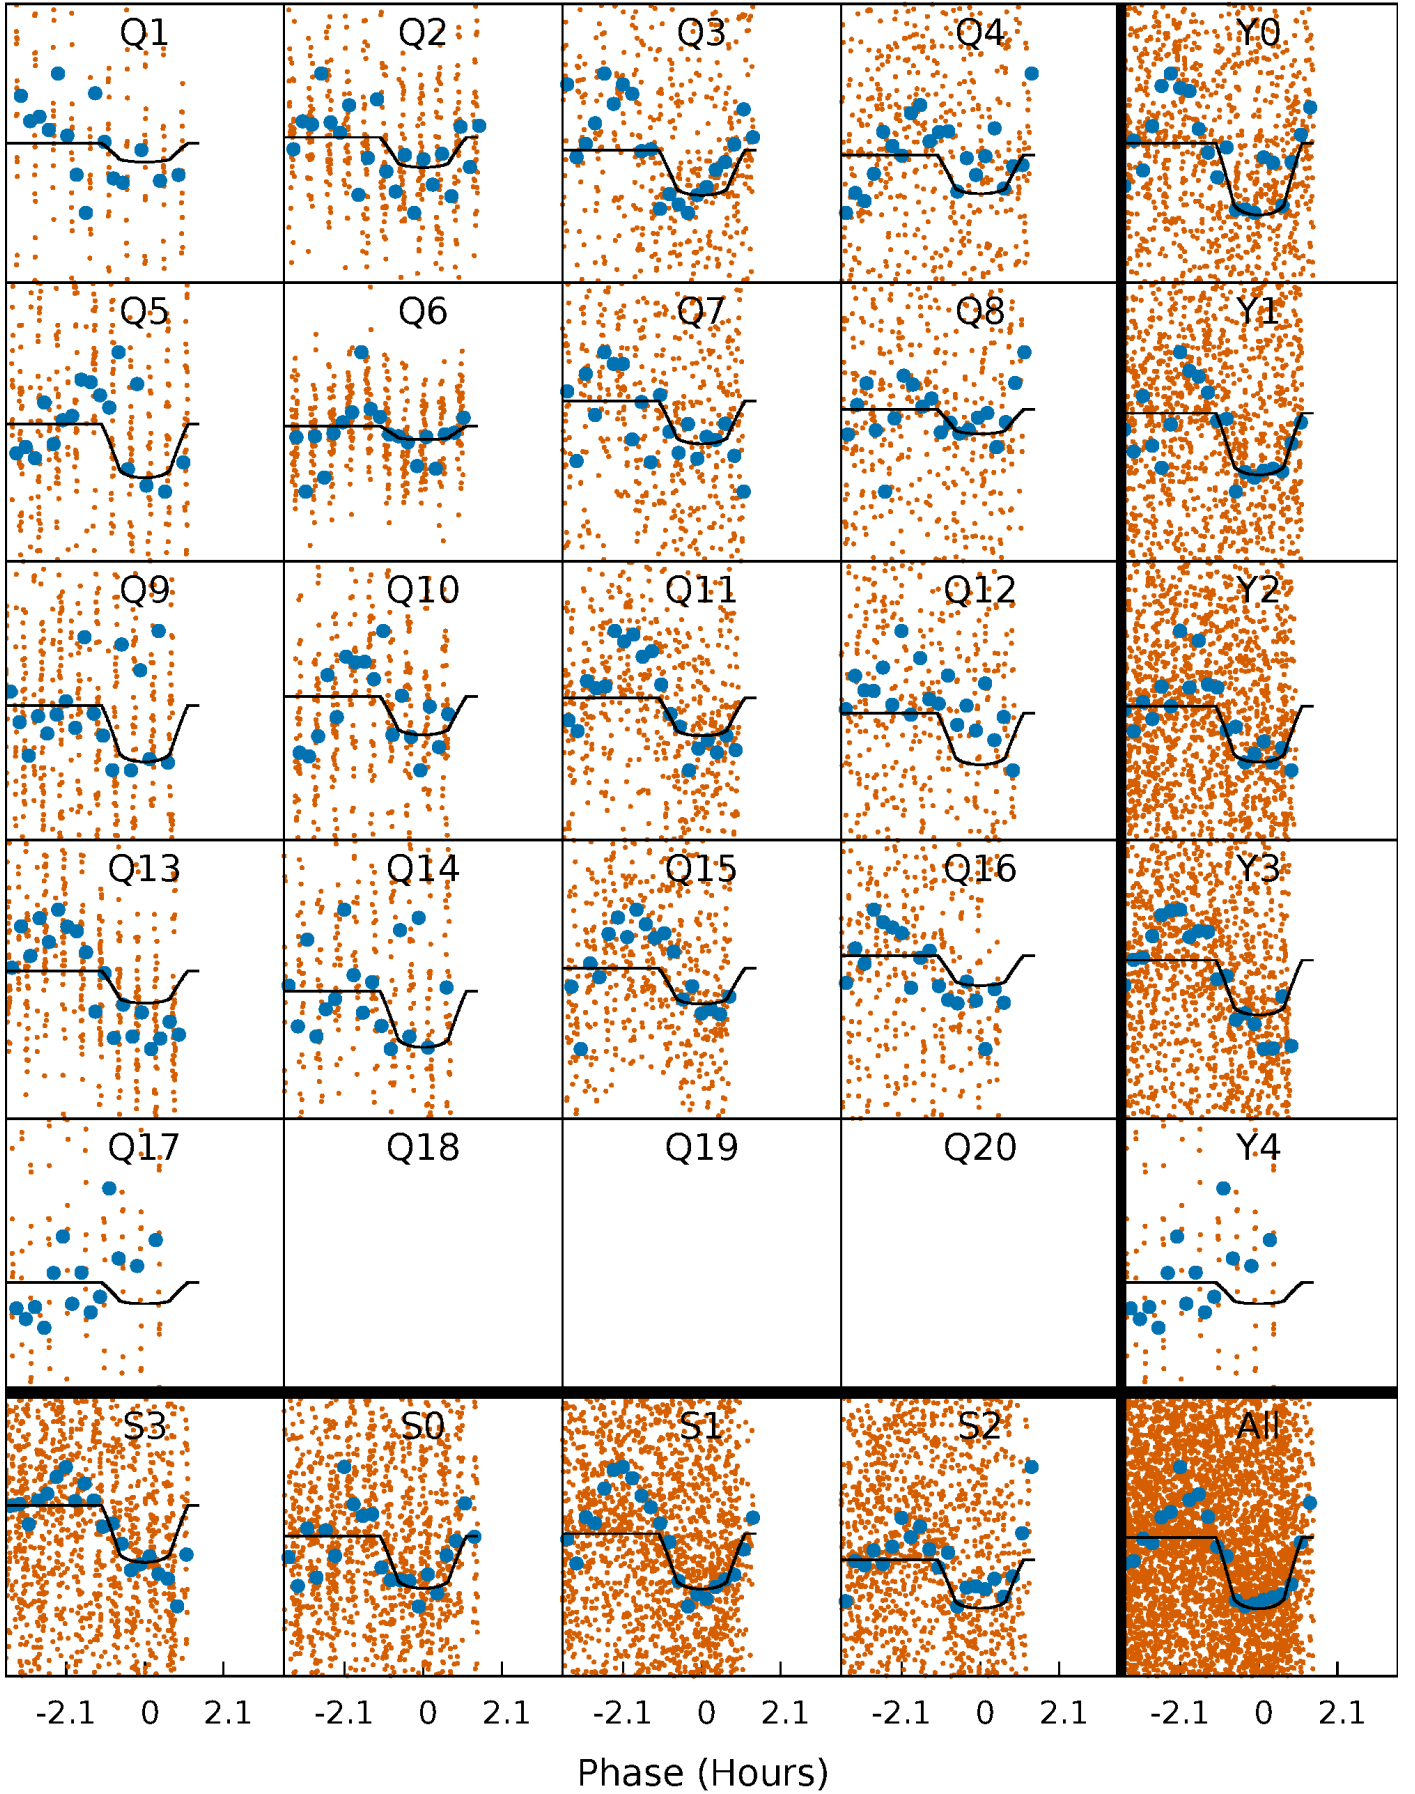 Q1 Q2 Q3 Q4 Y0
Q5 Q6 Q7 Q8 Y1
Q9 Q10 Q11 Q12 Y2
Q13 Q14 Q15 Q16 Y3
Q17 Q18 Q19 Q20 Y4
S3 S0 S1 S2 All
-2.1 0 2.1 -2.1 0 2.1 -2.1 0 2.1 -2.1 0 2.1 -2.1 0 2.1
Phase (Hours)